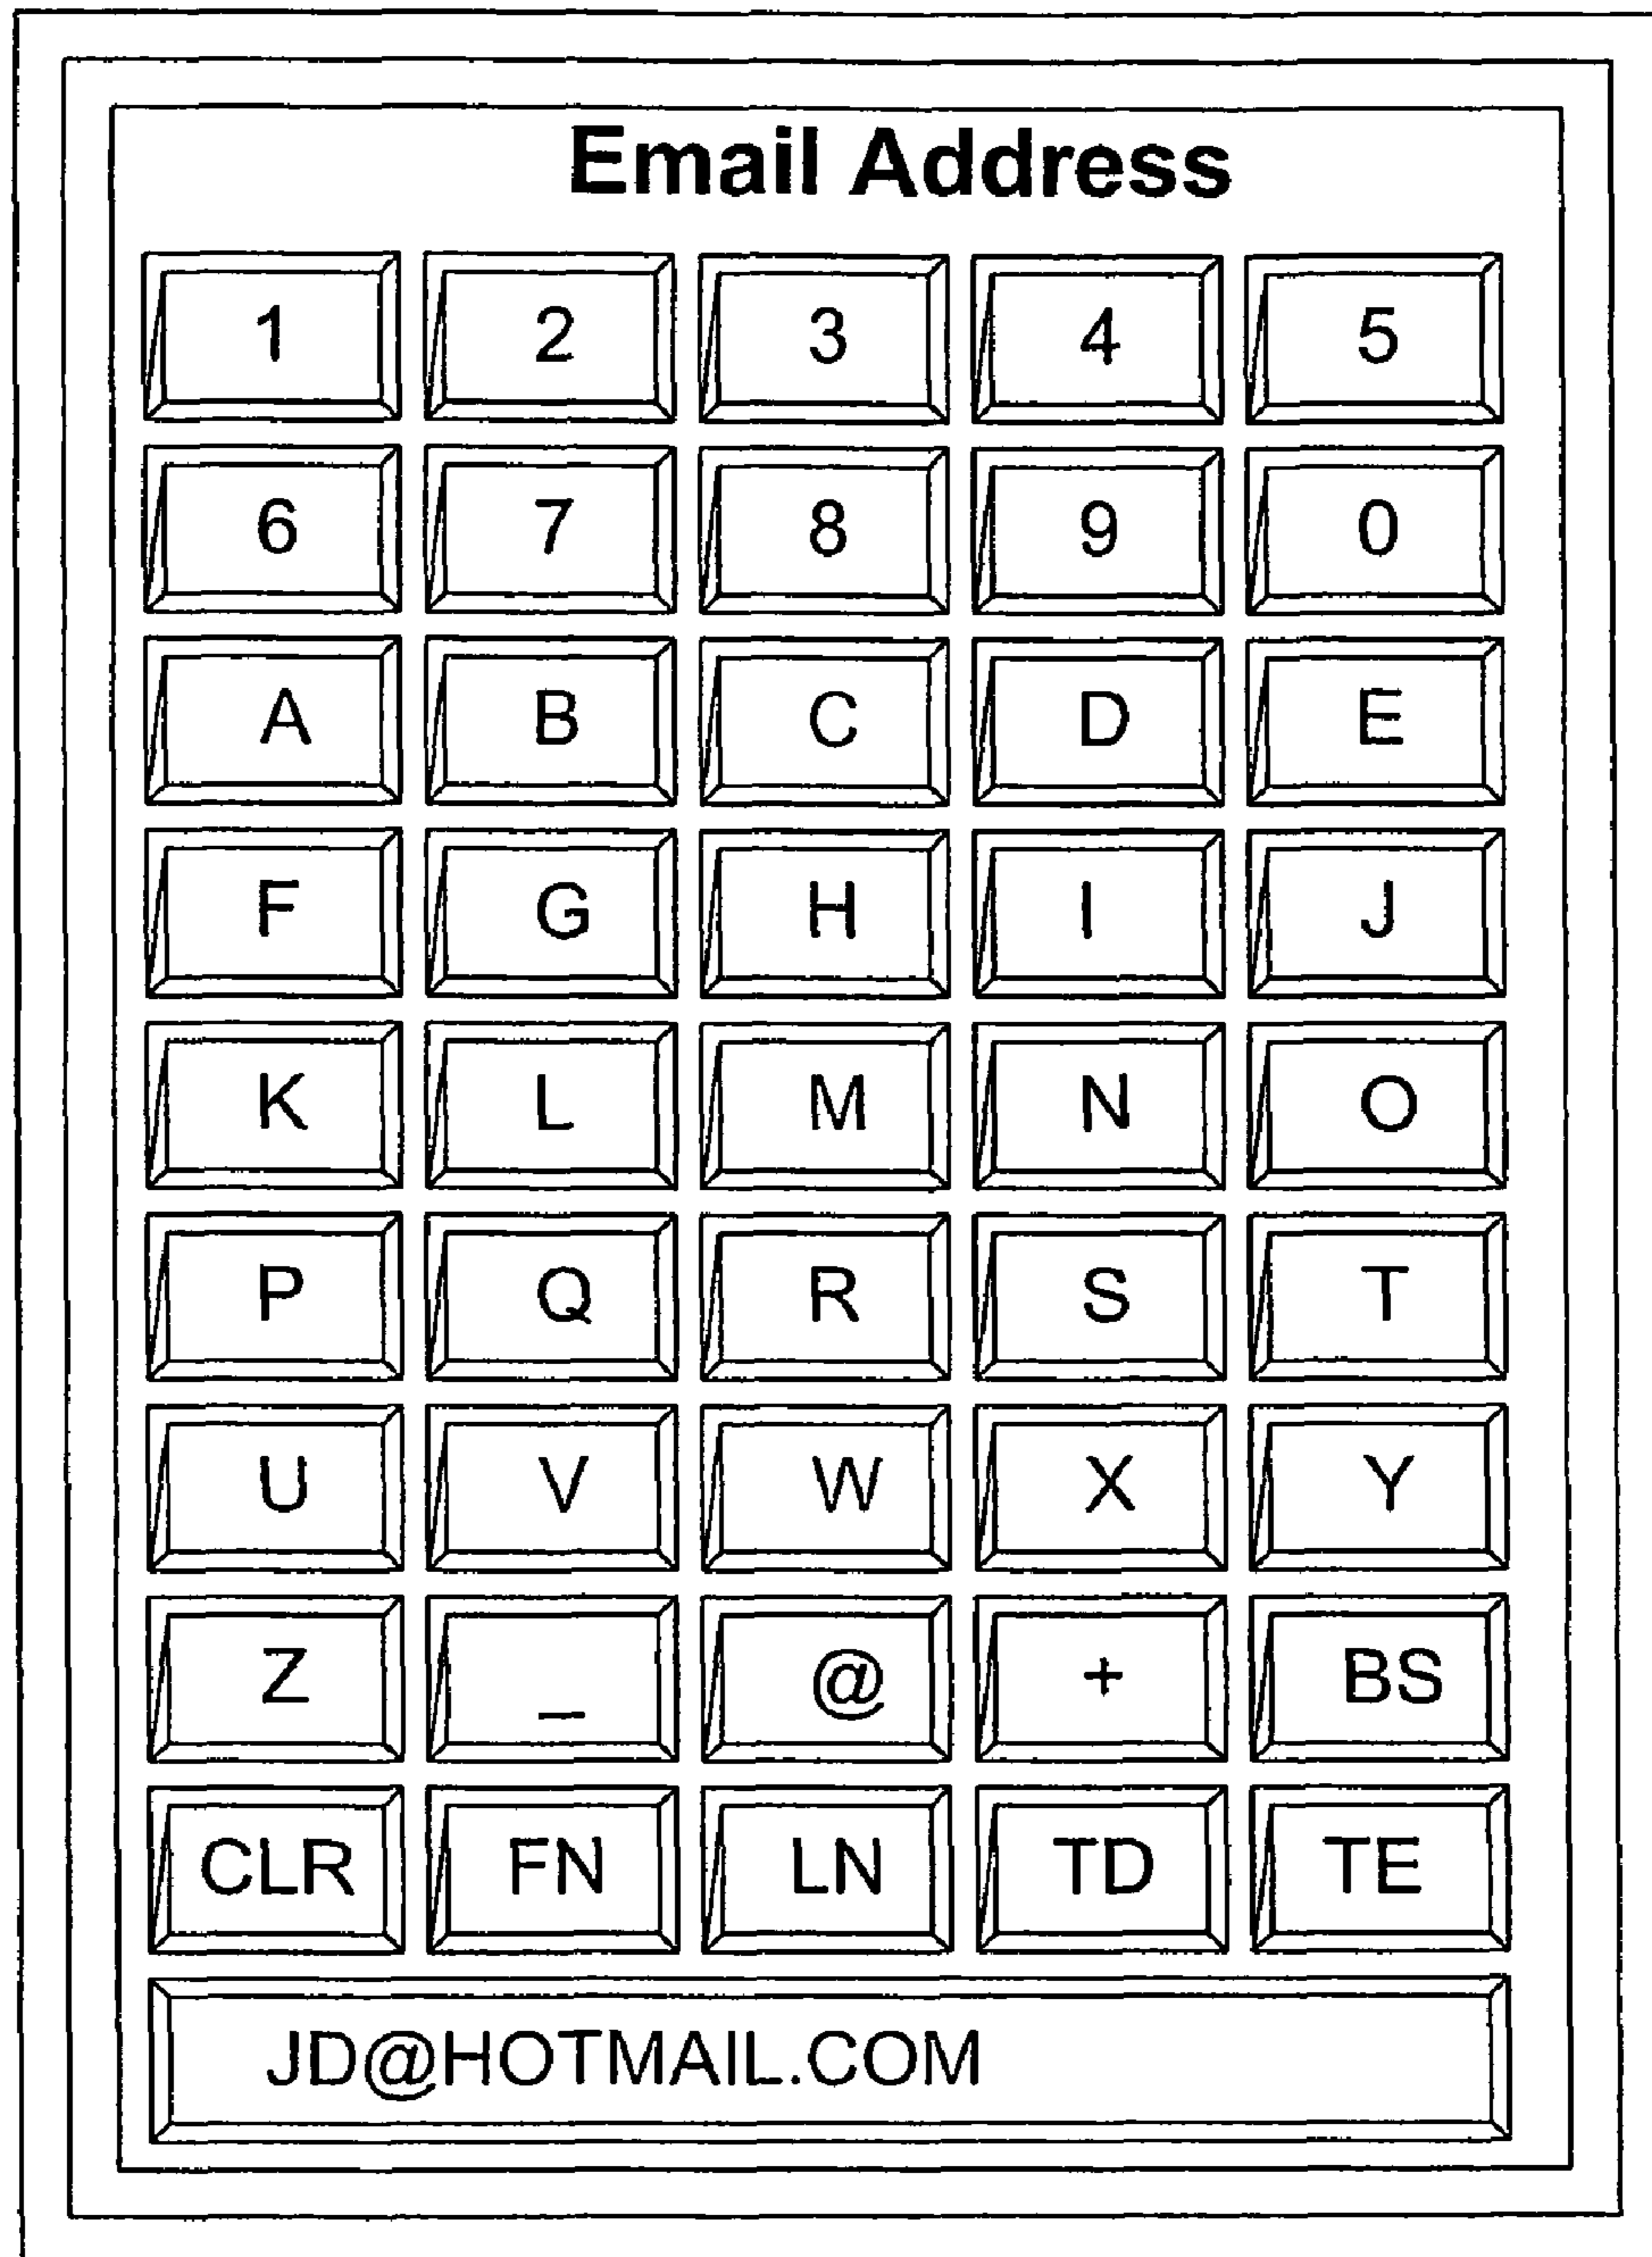 Email Address
1 2 3 4 5
6 7 8 9 0
A B C D E
F G H I J
K L M N O
P Q R S T
U V W X Y
Z _ @ + BS
CLR FN LN TD TE
JD@HOTMAIL.COM